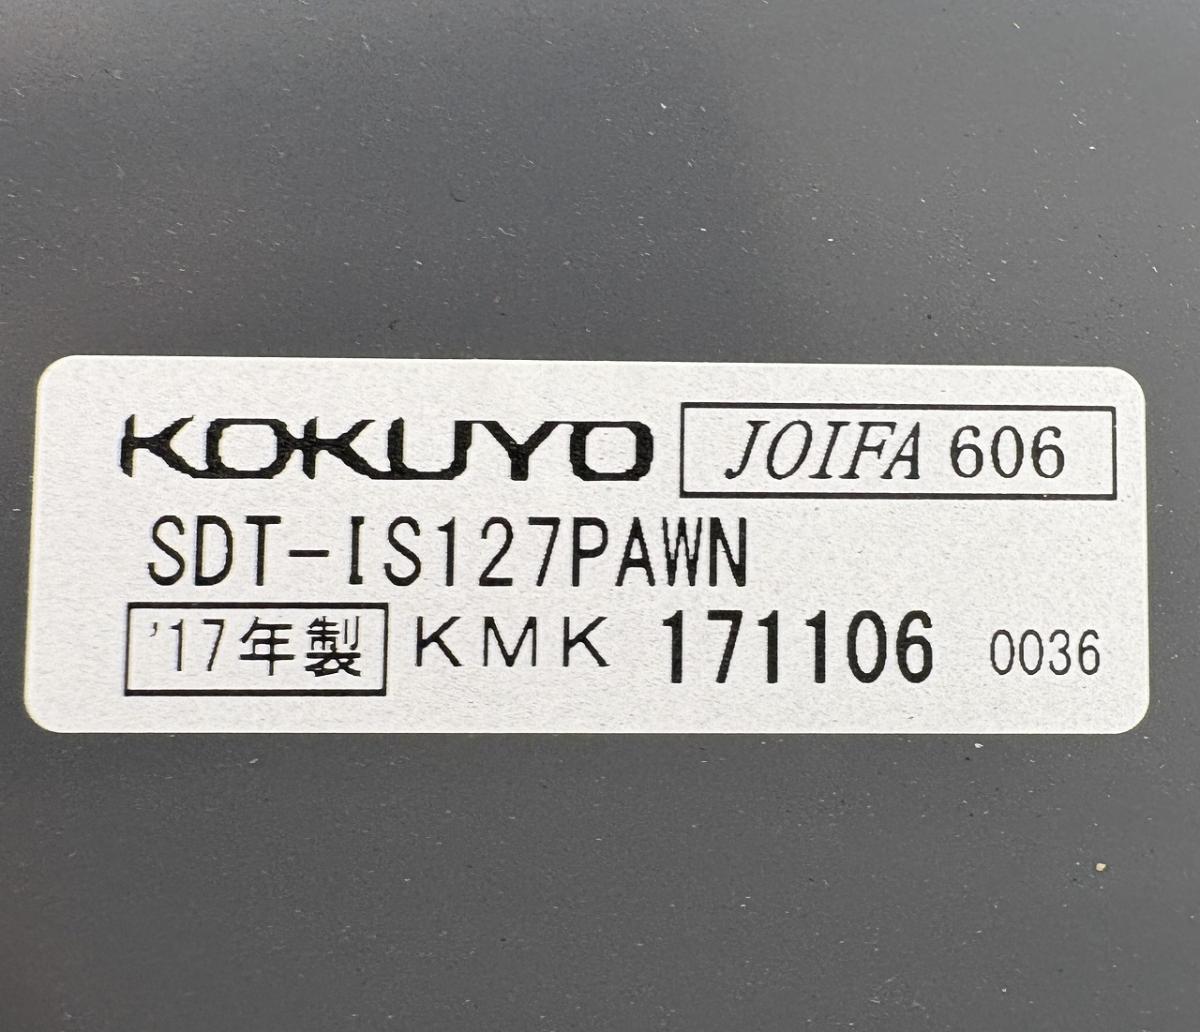 KOKUYO JOIFA 606
SDT-IS127PAWN
'17年製 KMK 171106 0036